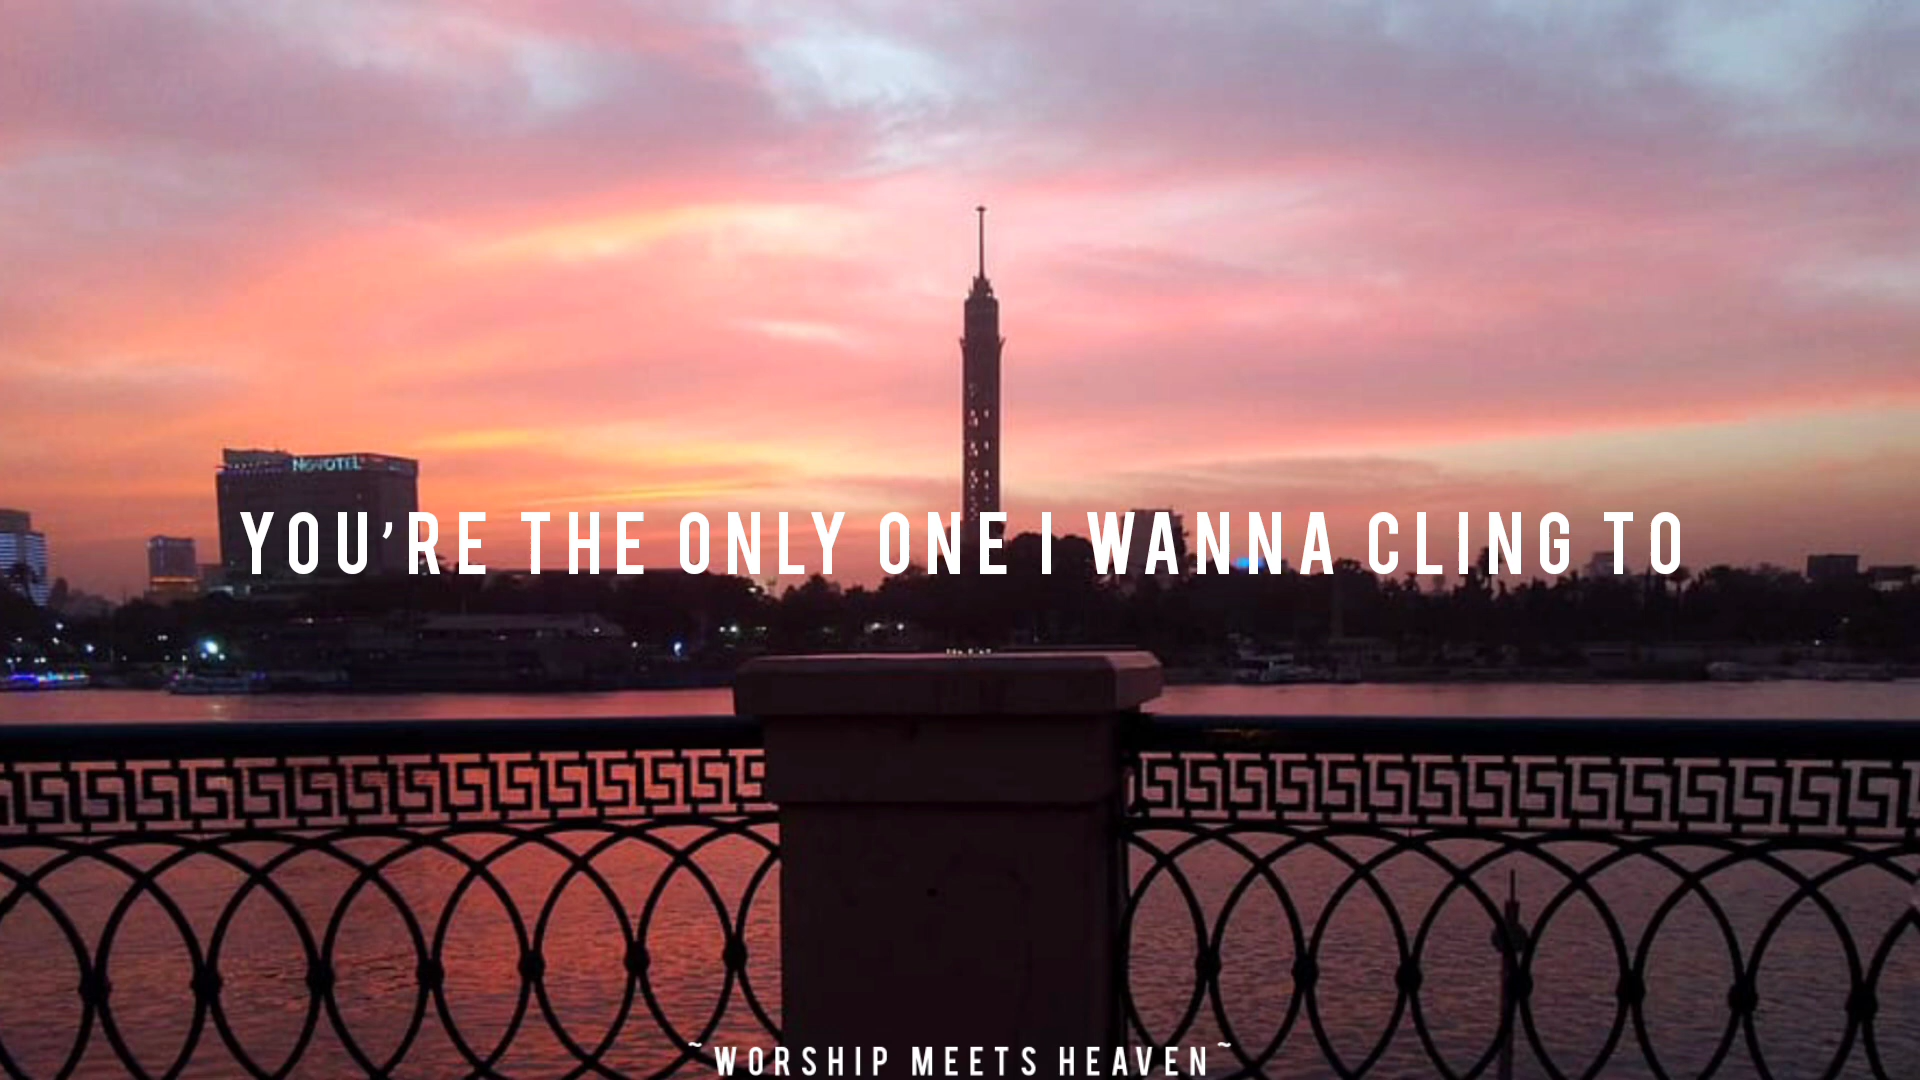 NOVOTEL
YOU'RE THE ONLY ONE I WANNA CLING TO
~WORSHIP MEETS HEAVEN~